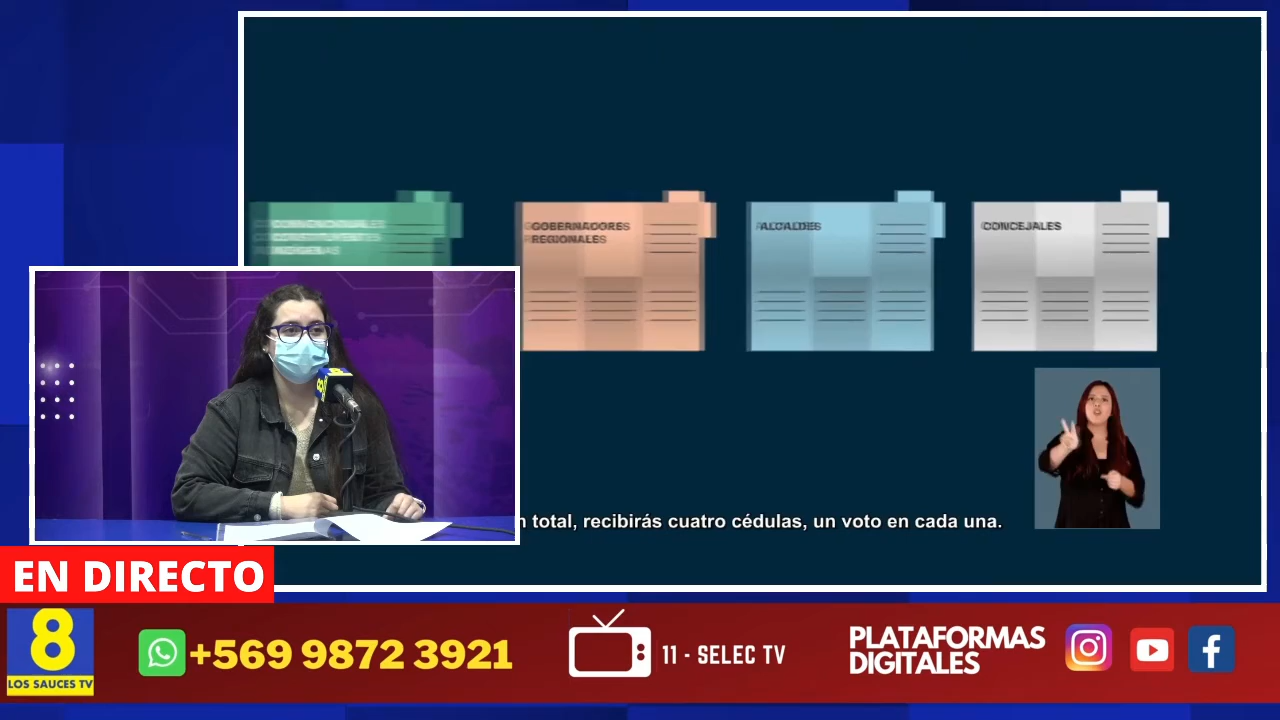 CONVENCIONALES
CONSTITUYENTES
INDÍGENAS
GOBERNADORES
REGIONALES
ALCALDES
CONCEJALES
n total, recibirás cuatro cédulas, un voto en cada una.
EN DIRECTO
8
LOS SAUCES TV
+569 9872 3921
11 - SELEC TV
PLATAFORMAS
DIGITALES